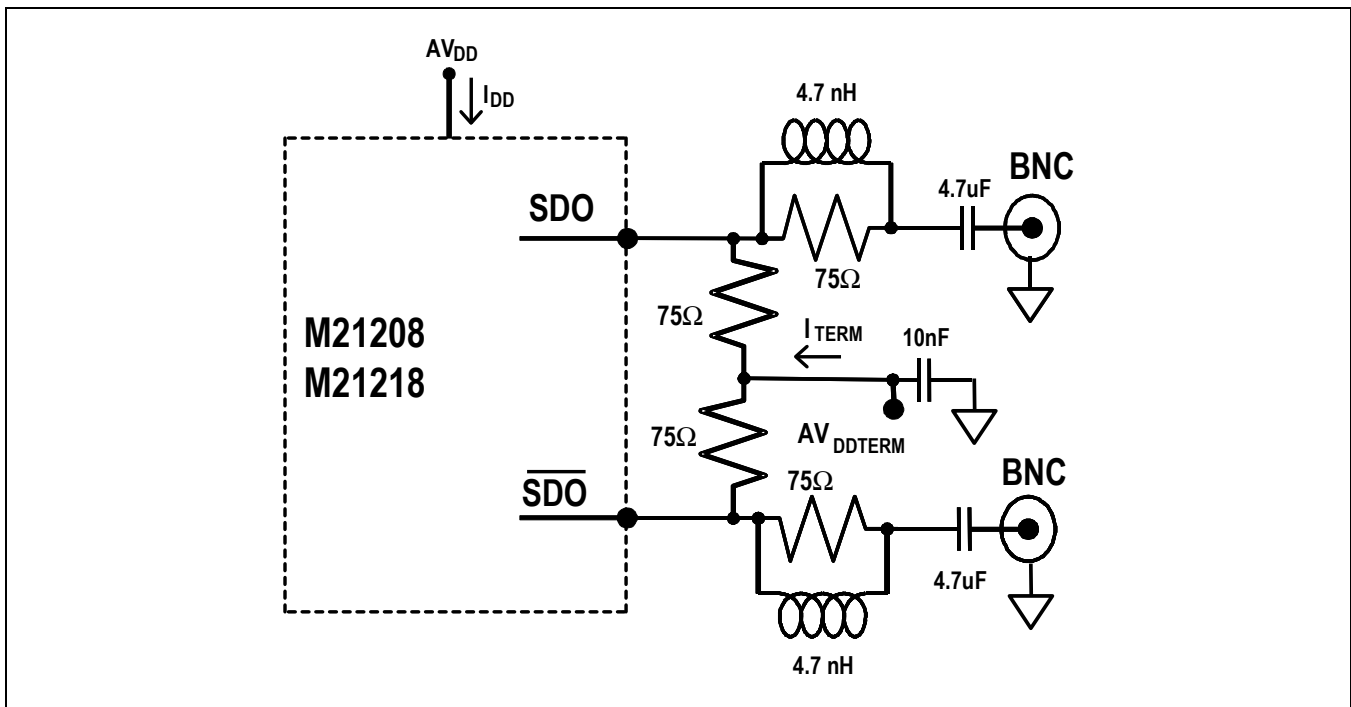 AVDD
IDD
4.7 nH
BNC
4.7uF
SDO
75Ω
75Ω
M21208
M21218
ITERM
10nF
75Ω
AVDDTERM
75Ω
BNC
SDO
4.7uF
4.7 nH